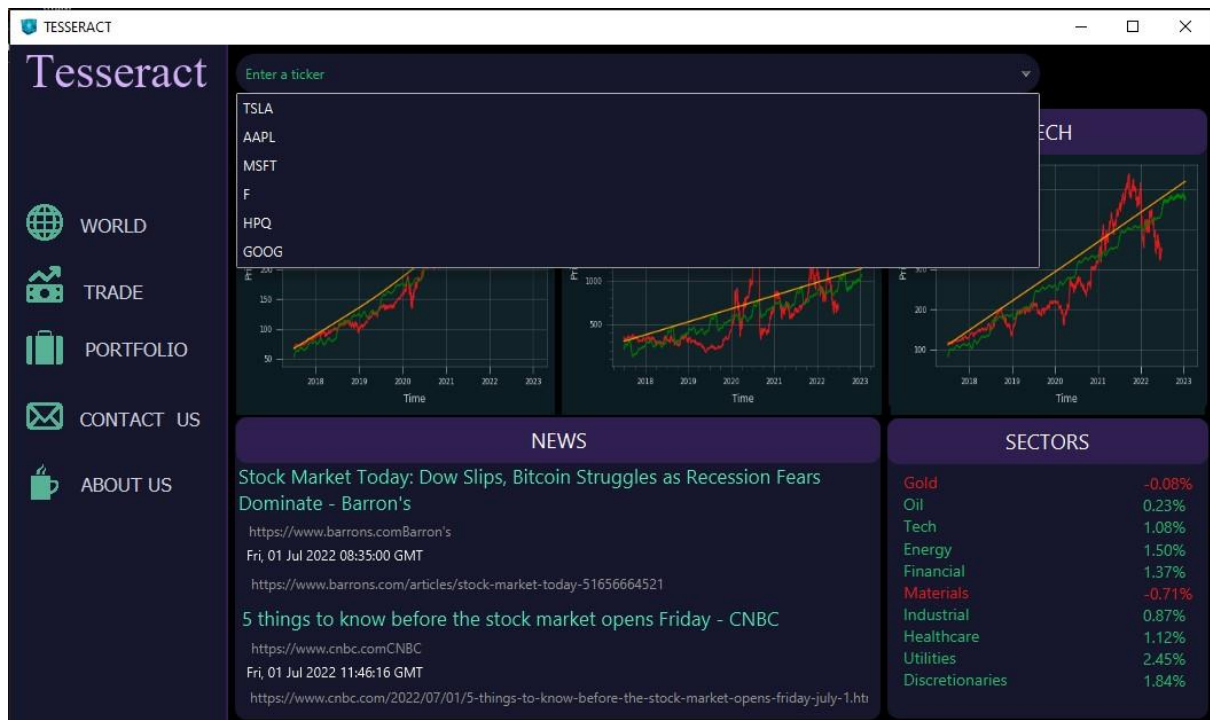 TESSERACT
Tesseract
WORLD
TRADE
PORTFOLIO
CONTACT US
ABOUT US
Enter a ticker
TSLA
AAPL
MSFT
F
HPQ
GOOG
200
150
100
50
2018 2019 2020 2021 2022 2023
Time
1000
500
2018 2019 2020 2021 2022 2023
Time
300
200
100
2018 2019 2020 2021 2022 2023
Time
NEWS
Stock Market Today: Dow Slips, Bitcoin Struggles as Recession Fears
Dominate - Barron's
https://www.barrons.comBarron's
Fri, 01 Jul 2022 08:35:00 GMT
https://www.barrons.com/articles/stock-market-today-51656664521
5 things to know before the stock market opens Friday - CNBC
https://www.cnbc.comCNBC
Fri, 01 Jul 2022 11:46:16 GMT
https://www.cnbc.com/2022/07/01/5-things-to-know-before-the-stock-market-opens-friday-july-1.ht
SECTORS
Gold -0.08%
Oil 0.23%
Tech 1.08%
Energy 1.50%
Financial 1.37%
Materials -0.71%
Industrial 0.87%
Healthcare 1.12%
Utilities 2.45%
Discretionaries 1.84%